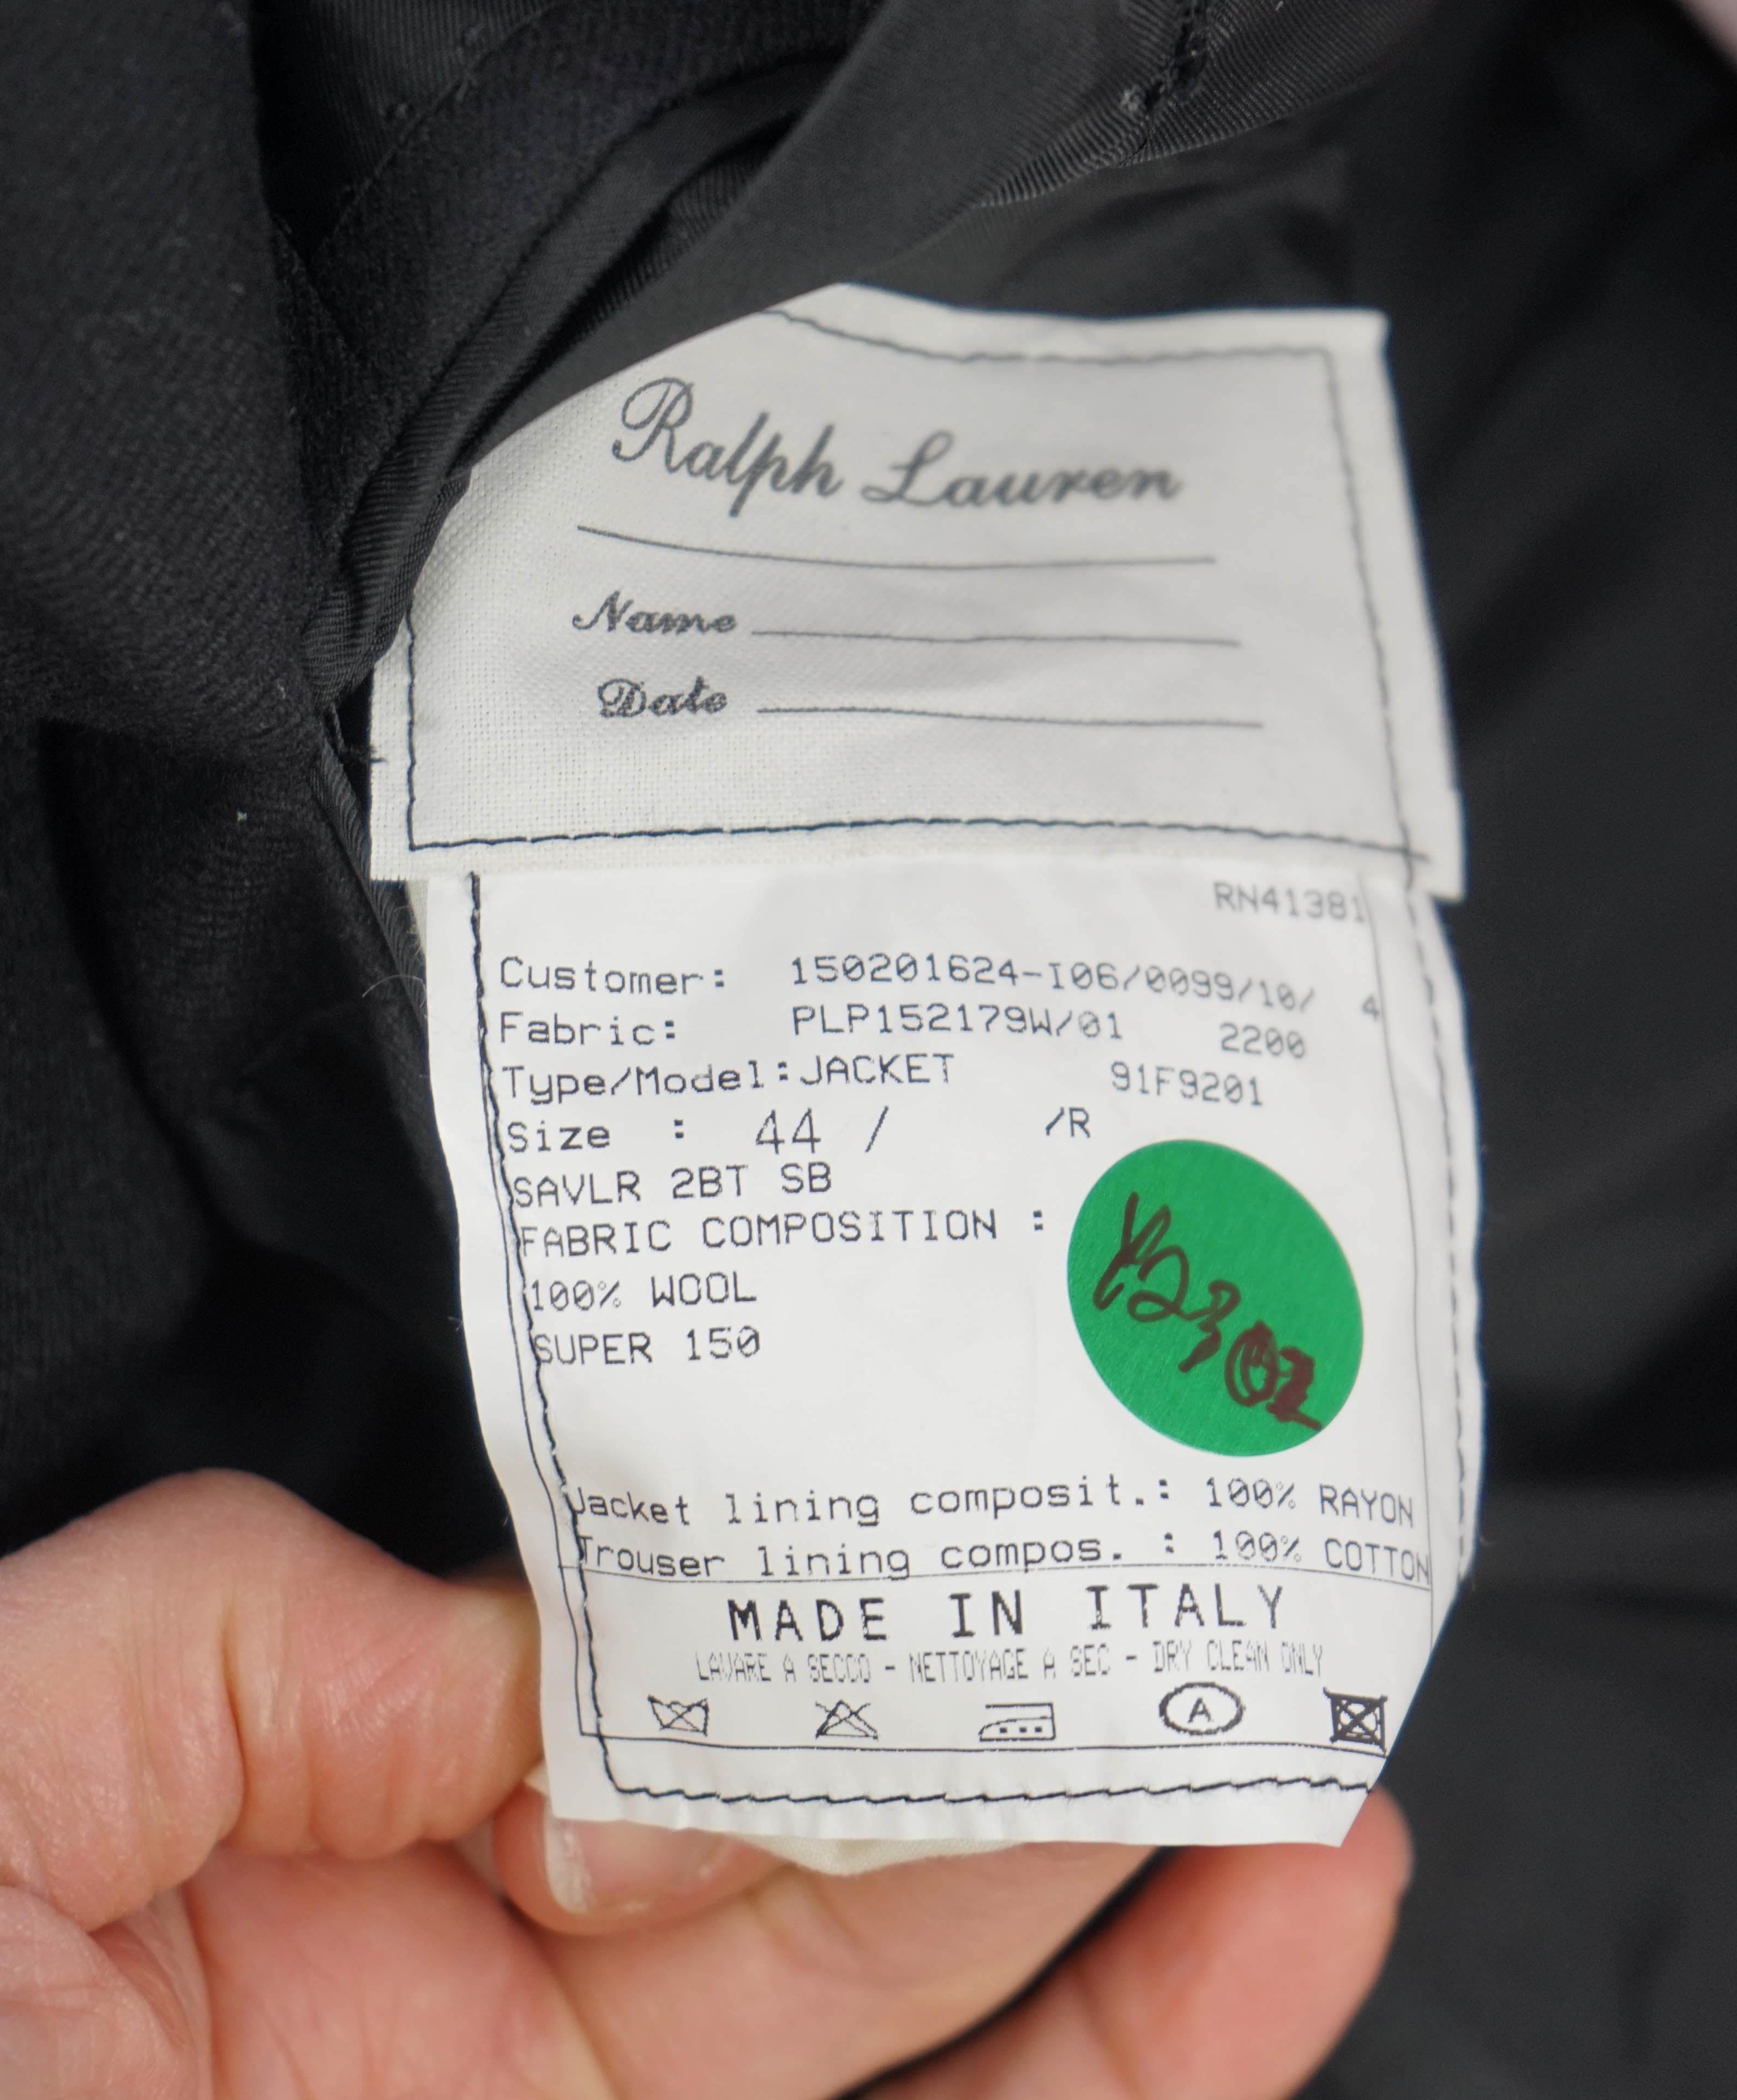 Ralph Lauren
Name
Date
RN41381
Customer: 150201624-I06/0099/10/ 4
Fabric: PLP152179W/01 2200
Type/Model:JACKET 91F9201
Size : 44 / /R
SAVLR 2BT SB
FABRIC COMPOSITION :
100% WOOL
SUPER 150
Jacket lining composit.: 100% RAYON
Trouser lining compos. : 100% COTTON
MADE IN ITALY
LAVARE A SECCO - NETTOYAGE A SEC - DRY CLEAN ONLY
A